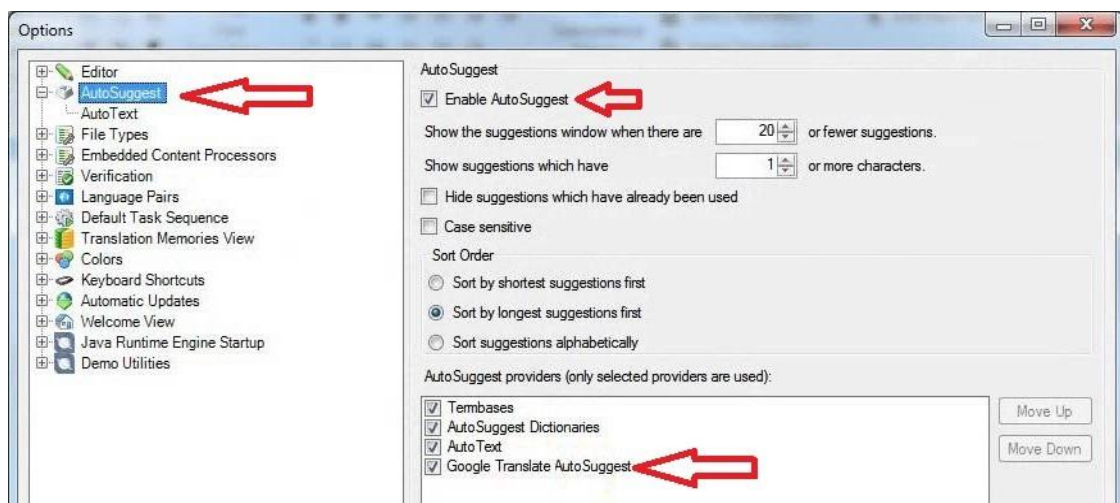 Options
Editor
AutoSuggest
AutoText
File Types
Embedded Content Processors
Verification
Language Pairs
Default Task Sequence
Translation Memories View
Colors
Keyboard Shortcuts
Automatic Updates
Welcome View
Java Runtime Engine Startup
Demo Utilities
AutoSuggest
Enable AutoSuggest
Show the suggestions window when there are 20 or fewer suggestions.
Show suggestions which have 1 or more characters.
Hide suggestions which have already been used
Case sensitive
Sort Order
Sort by shortest suggestions first
Sort by longest suggestions first
Sort suggestions alphabetically
AutoSuggest providers (only selected providers are used):
Termbases
AutoSuggest Dictionaries
AutoText
Google Translate AutoSuggest
Move Up
Move Down